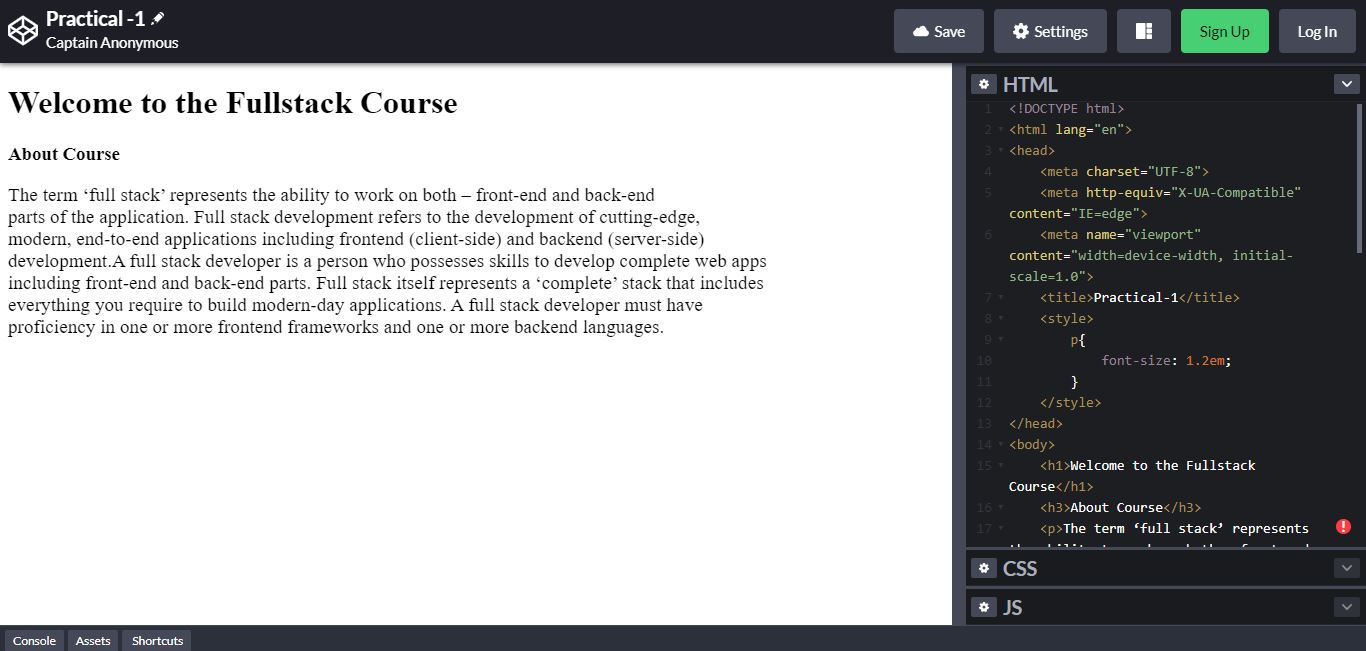 Practical -1
Captain Anonymous
Save
Settings
Sign Up
Log In
Welcome to the Fullstack Course
About Course
The term ‘full stack’ represents the ability to work on both – front-end and back-end
parts of the application. Full stack development refers to the development of cutting-edge,
modern, end-to-end applications including frontend (client-side) and backend (server-side)
development.A full stack developer is a person who possesses skills to develop complete web apps
including front-end and back-end parts. Full stack itself represents a ‘complete’ stack that includes
everything you require to build modern-day applications. A full stack developer must have
proficiency in one or more frontend frameworks and one or more backend languages.
HTML
1 <!DOCTYPE html>
2 <html lang="en">
3 <head>
4 <meta charset="UTF-8">
5 <meta http-equiv="X-UA-Compatible"
content="IE=edge">
6 <meta name="viewport"
content="width=device-width, initial-
scale=1.0">
7 <title>Practical-1</title>
8 <style>
9 p{
10 font-size: 1.2em;
11 }
12 </style>
13 </head>
14 <body>
15 <h1>Welcome to the Fullstack
Course</h1>
16 <h3>About Course</h3>
17 <p>The term ‘full stack’ represents
CSS
JS
Console
Assets
Shortcuts